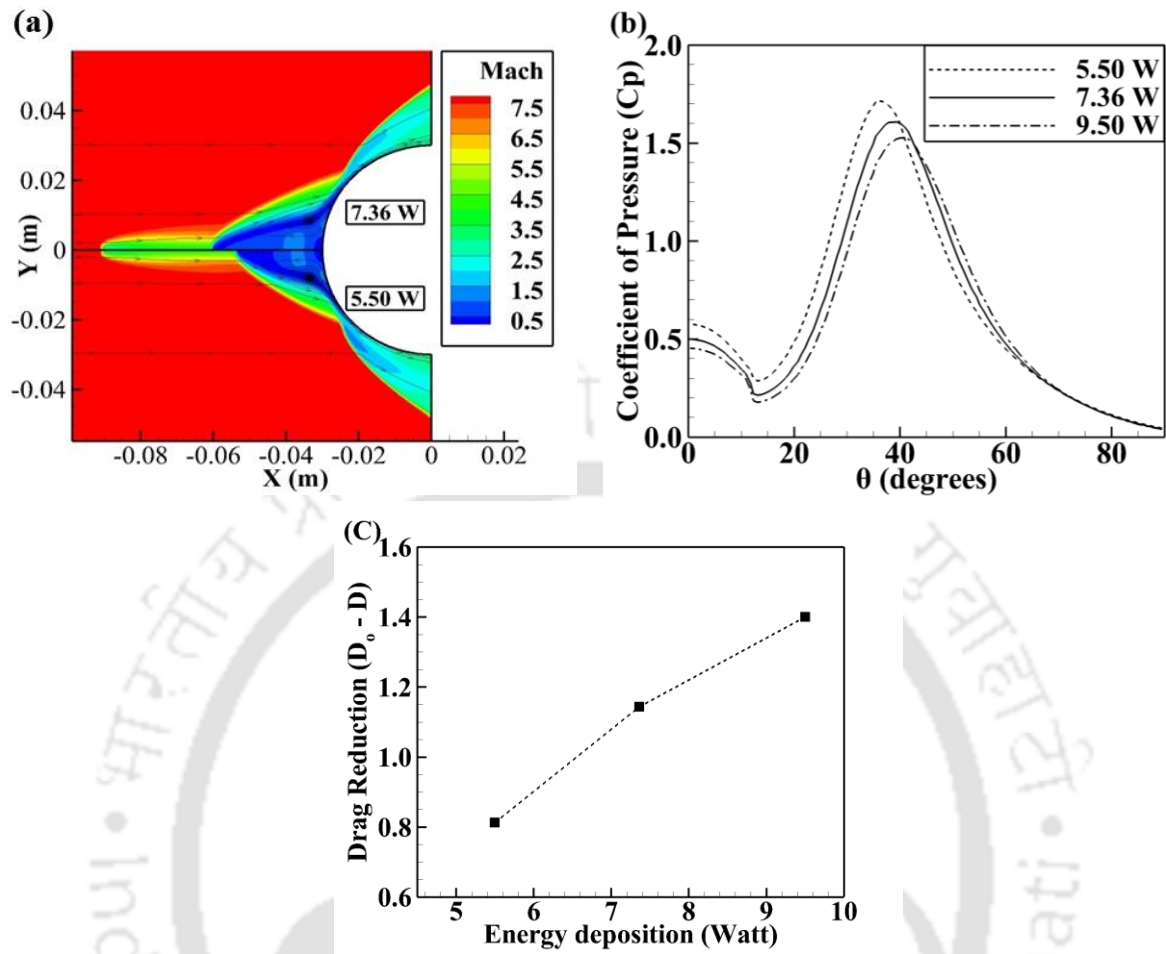 (a)
Mach
7.5
6.5
5.5
4.5
3.5
2.5
1.5
0.5
7.36 W
5.50 W
0.04
0.02
0
-0.02
-0.04
Y (m)
-0.08 -0.06 -0.04 -0.02 0 0.02
X (m)
(b)
5.50 W
7.36 W
9.50 W
2.0
1.5
1.0
0.5
0.0
Coefficient of Pressure (Cp)
0 20 40 60 80
θ (degrees)
(C)
1.6
1.4
1.2
1.0
0.8
0.6
Drag Reduction (Dₒ - D)
5 6 7 8 9 10
Energy deposition (Watt)
भारतीय
गुवाहाटी
ati